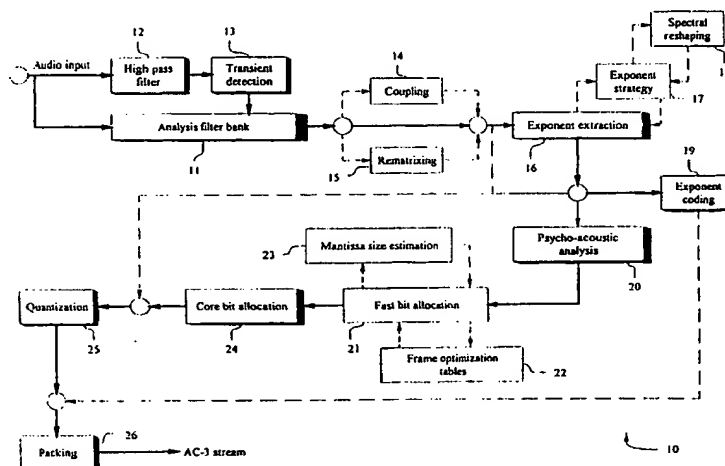 12
13
14
Spectral
reshaping
Audio input
High pass
filter
Transient
detection
Coupling
Exponent
strategy
17
Analysis filter bank
11
Exponent extraction
16
15
Rematrixing
19
Exponent
coding
Psycho-acoustic
analysis
20
23
Mantissa size estimation
Quantization
25
Core bit allocation
24
Fast bit allocation
21
Frame optimization
tables
22
26
Packing
AC-3 stream
10